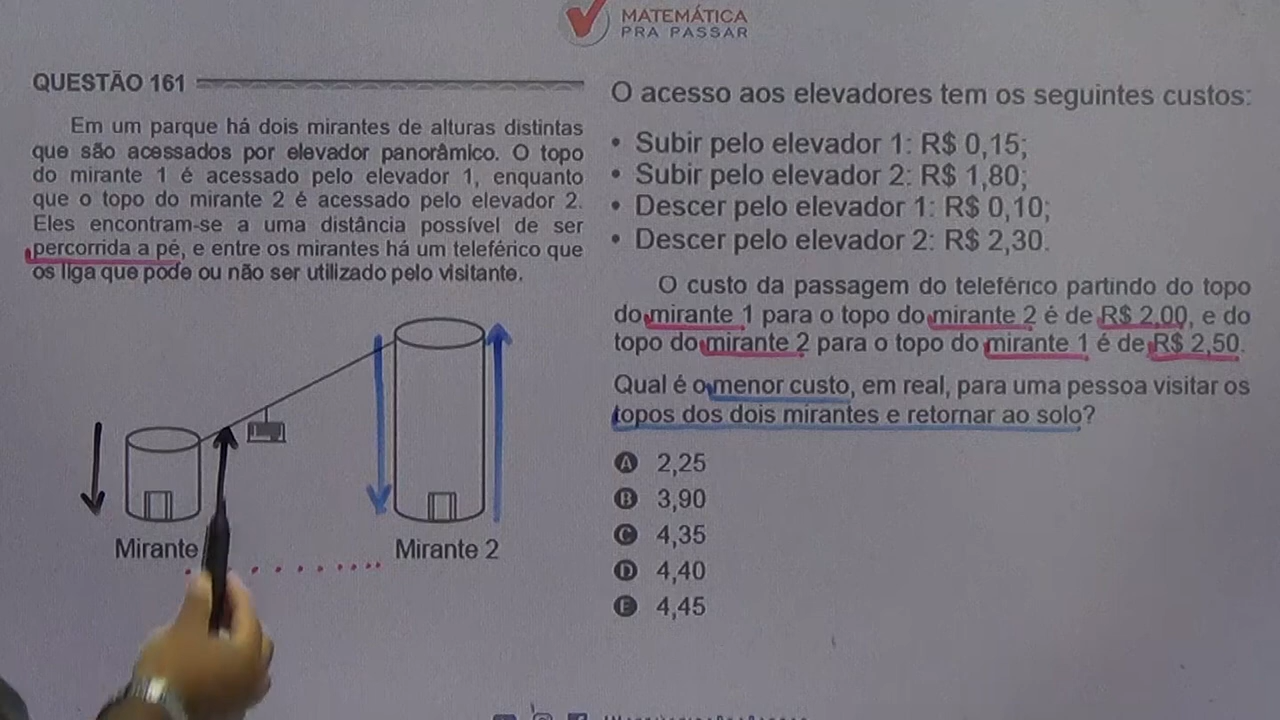 MATEMÁTICA
PRA PASSAR
QUESTÃO 161
Em um parque há dois mirantes de alturas distintas
que são acessados por elevador panorâmico. O topo
do mirante 1 é acessado pelo elevador 1, enquanto
que o topo do mirante 2 é acessado pelo elevador 2.
Eles encontram-se a uma distância possível de ser
percorrida a pé, e entre os mirantes há um teleférico que
os liga que pode ou não ser utilizado pelo visitante.
Mirante
Mirante 2
O acesso aos elevadores tem os seguintes custos:
• Subir pelo elevador 1: R$ 0,15;
• Subir pelo elevador 2: R$ 1,80;
• Descer pelo elevador 1: R$ 0,10;
• Descer pelo elevador 2: R$ 2,30.
O custo da passagem do teleférico partindo do topo
do mirante 1 para o topo do mirante 2 é de R$ 2,00, e do
topo do mirante 2 para o topo do mirante 1 é de R$ 2,50.
Qual é o menor custo, em real, para uma pessoa visitar os
topos dos dois mirantes e retornar ao solo?
A 2,25
B 3,90
C 4,35
D 4,40
E 4,45